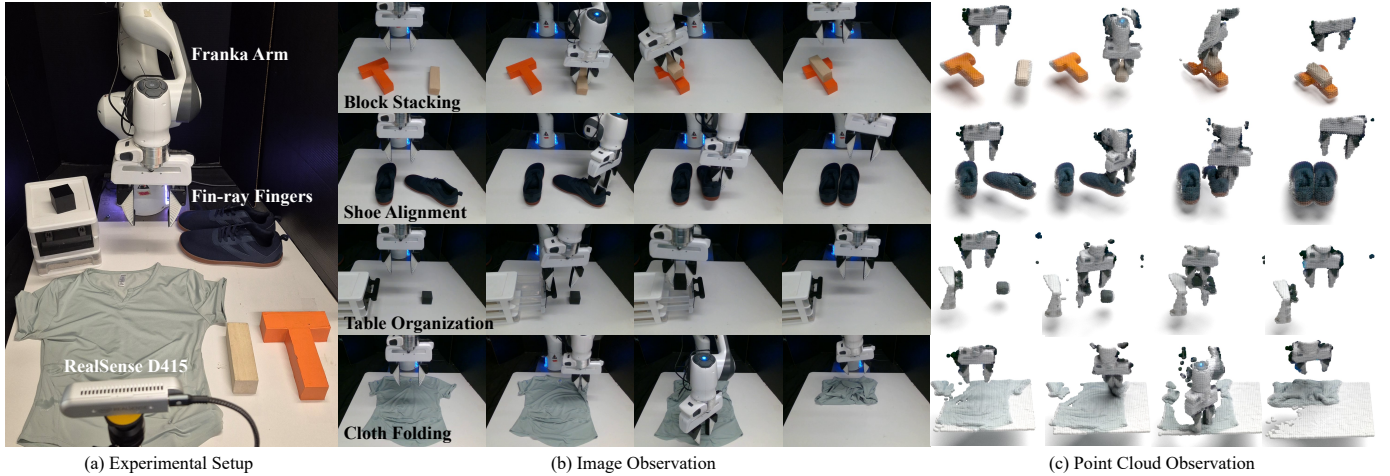 Franka Arm
Fin-ray Fingers
RealSense D415
Block Stacking
Shoe Alignment
Table Organization
Cloth Folding
(a) Experimental Setup
(b) Image Observation
(c) Point Cloud Observation